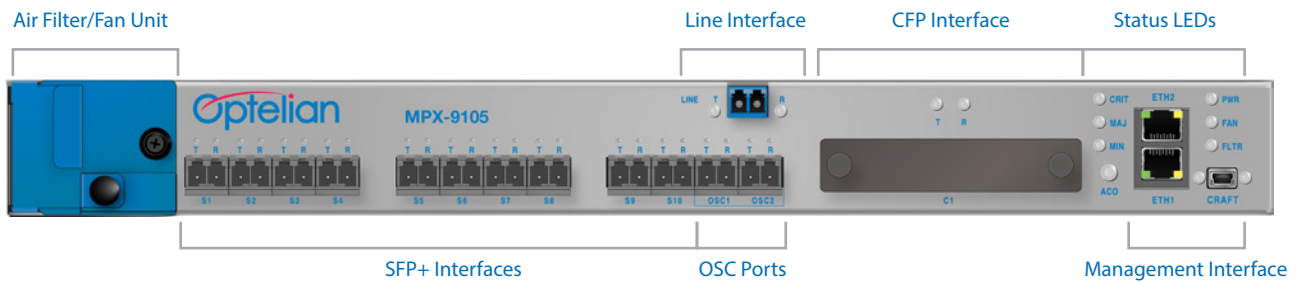 Air Filter/Fan Unit
Line Interface
CFP Interface
Status LEDs
Optelian
MPX-9105
LINE T R
T R
CRIT
MAJ
MIN
ACO
ETH2
ETH1
PWR
FAN
FLTR
CRAFT
T R T R T R T R
T R T R T R T R
T R T R T R T R
S1 S2 S3 S4
S5 S6 S7 S8
S9 S10 OSC1 OSC2
C1
SFP+ Interfaces
OSC Ports
Management Interface